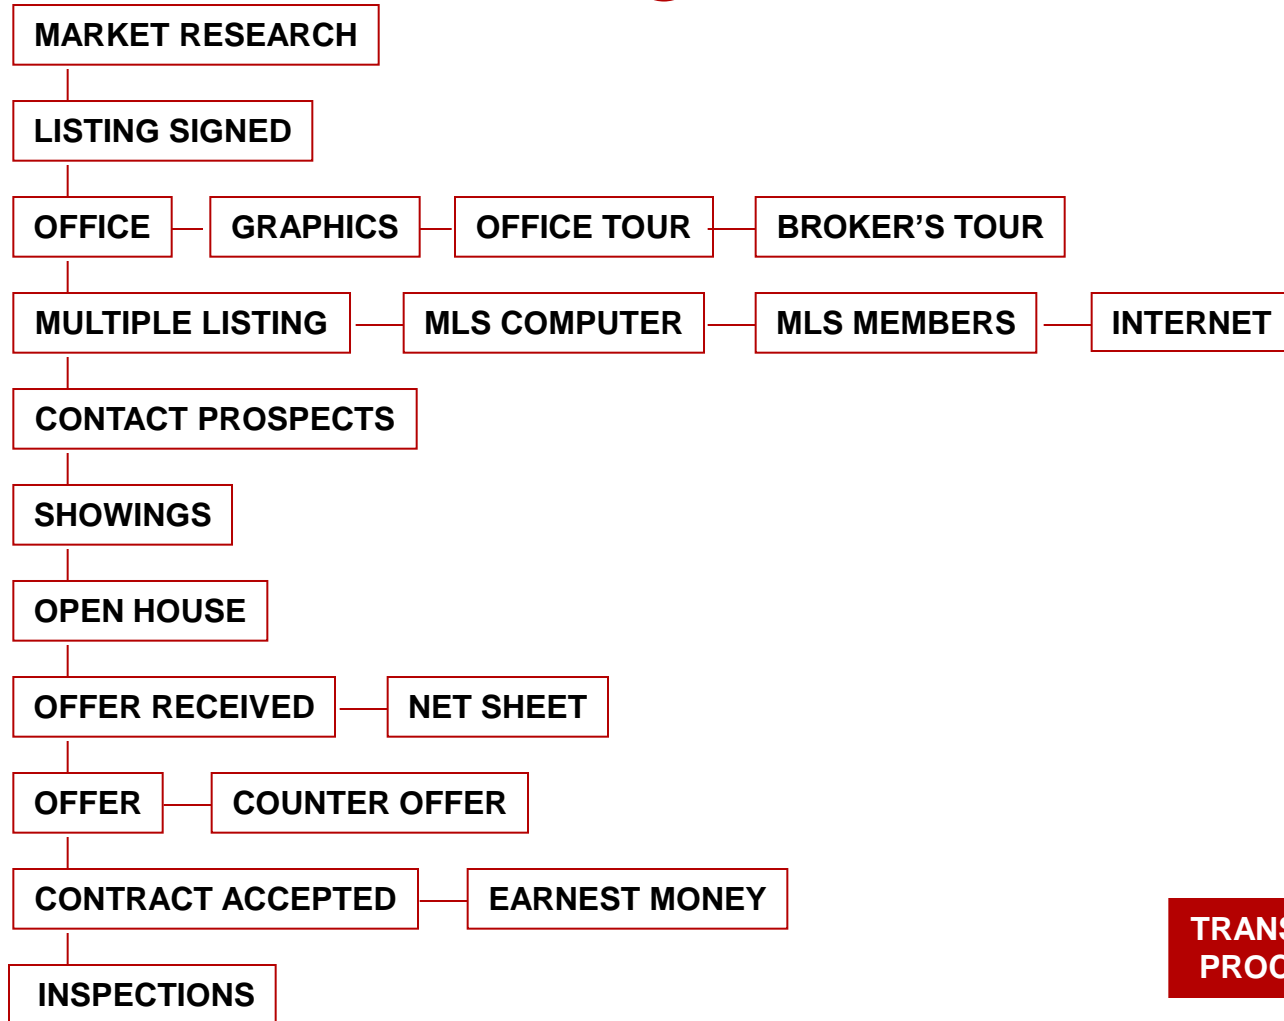 MARKET RESEARCH
LISTING SIGNED
OFFICE
GRAPHICS
OFFICE TOUR
BROKER’S TOUR
MULTIPLE LISTING
MLS COMPUTER
MLS MEMBERS
INTERNET
CONTACT PROSPECTS
SHOWINGS
OPEN HOUSE
OFFER RECEIVED
NET SHEET
OFFER
COUNTER OFFER
CONTRACT ACCEPTED
EARNEST MONEY
INSPECTIONS